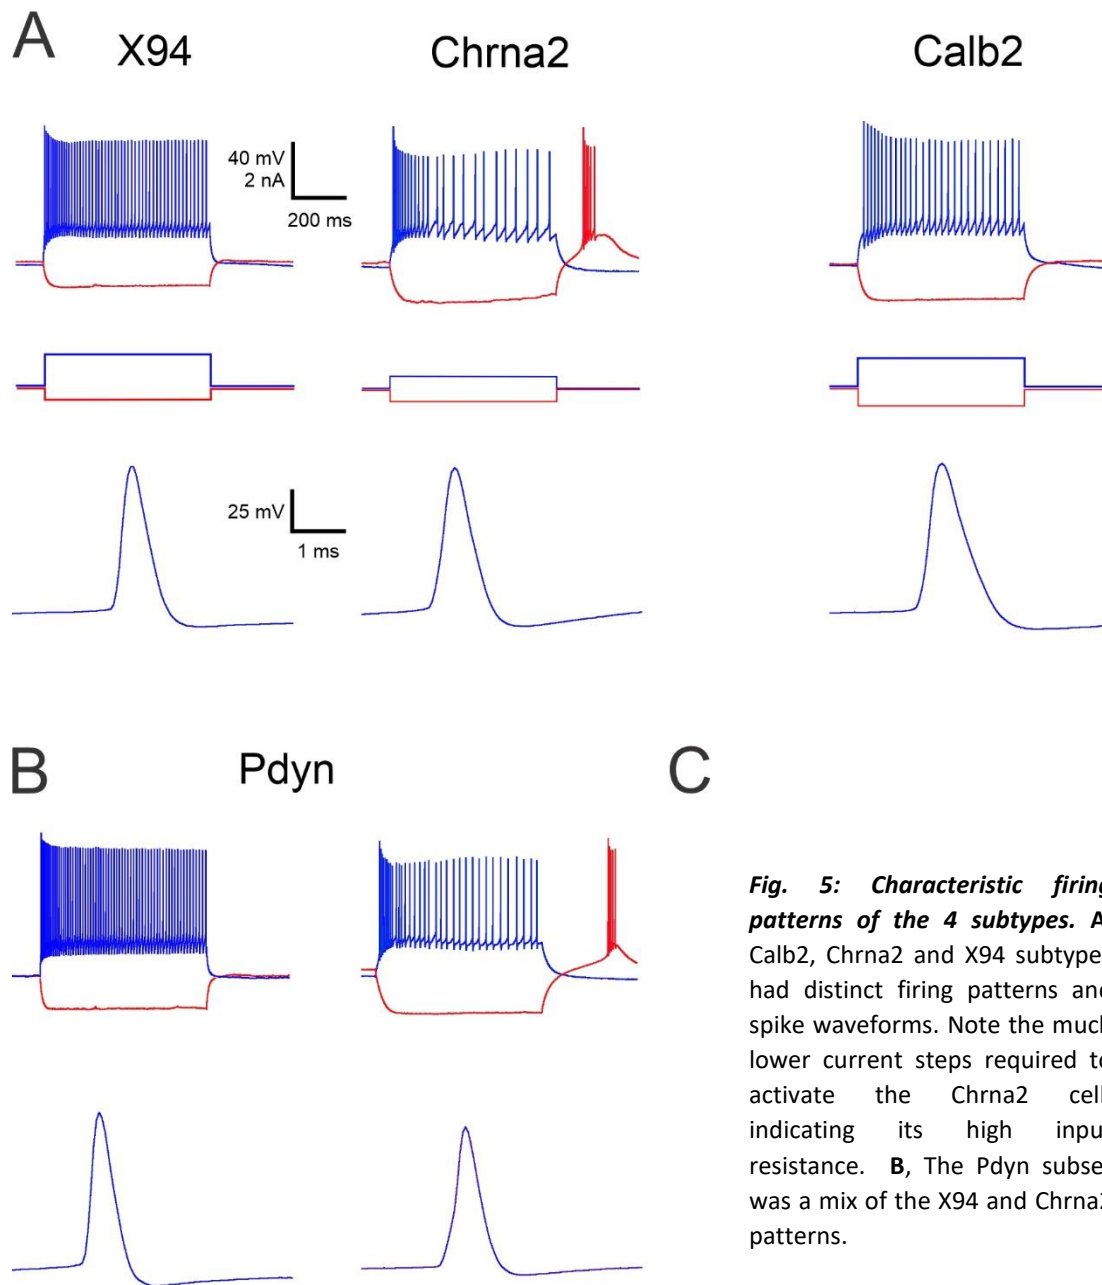 A
X94
Chrna2
Calb2
40 mV
2 nA
200 ms
25 mV
1 ms
B
Pdyn
C
Fig. 5: Characteristic firing
patterns of the 4 subtypes. A
Calb2, Chrna2 and X94 subtype
had distinct firing patterns and
spike waveforms. Note the much
lower current steps required to
activate the Chrna2 cell
indicating its high inpu
resistance. B, The Pdyn subse
was a mix of the X94 and Chrna2
patterns.